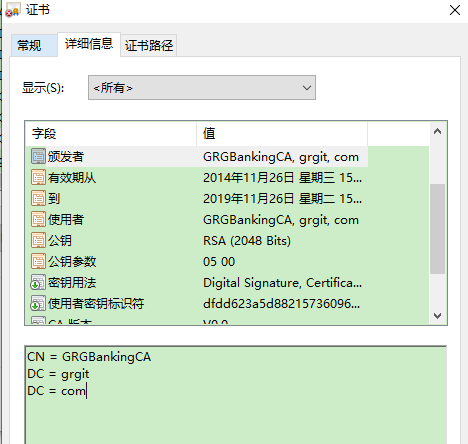 证书
常规 详细信息 证书路径
显示(S): <所有>
字段 值
颁发者 GRGBankingCA, grgit, com
有效期从 2014年11月26日 星期三 15...
到 2019年11月26日 星期二 15...
使用者 GRGBankingCA, grgit, com
公钥 RSA (2048 Bits)
公钥参数 05 00
密钥用法 Digital Signature, Certifica...
使用者密钥标识符 dfdd623a5d88215736096...
CA 版本 V0.0
CN = GRGBankingCA
DC = grgit
DC = com